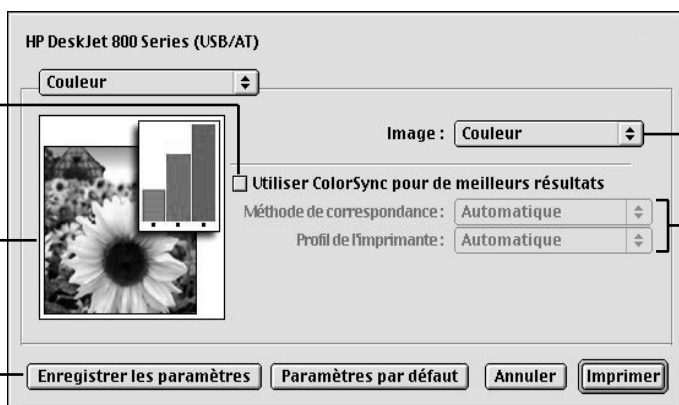 HP DeskJet 800 Series (USB/AT)
Couleur
Image : Couleur
Utiliser ColorSync pour de meilleurs résultats
Méthode de correspondance : Automatique
Profil de l'imprimante : Automatique
Enregistrer les paramètres Paramètres par défaut Annuler Imprimer